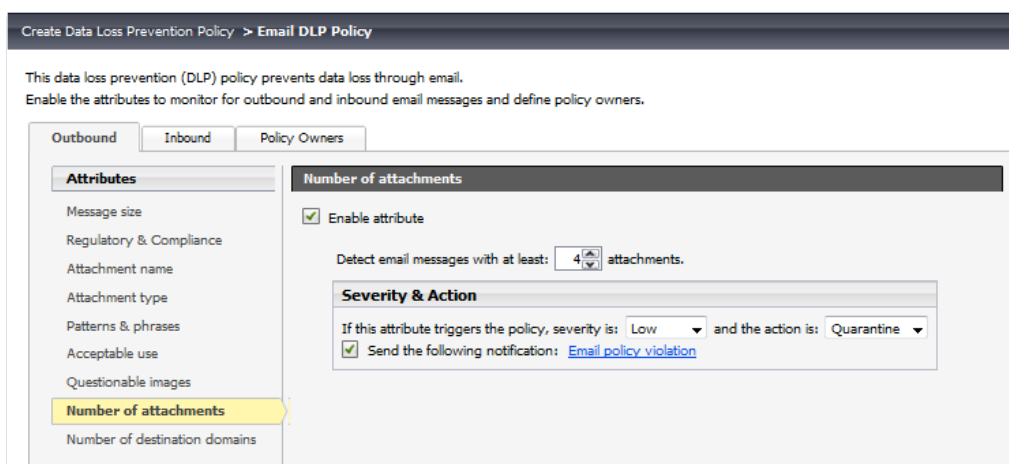 Create Data Loss Prevention Policy > Email DLP Policy
This data loss prevention (DLP) policy prevents data loss through email.
Enable the attributes to monitor for outbound and inbound email messages and define policy owners.
Outbound Inbound Policy Owners
Attributes
Message size
Regulatory & Compliance
Attachment name
Attachment type
Patterns & phrases
Acceptable use
Questionable images
Number of attachments
Number of destination domains
Number of attachments
Enable attribute
Detect email messages with at least: 4 attachments.
Severity & Action
If this attribute triggers the policy, severity is: Low and the action is: Quarantine
Send the following notification: Email policy violation